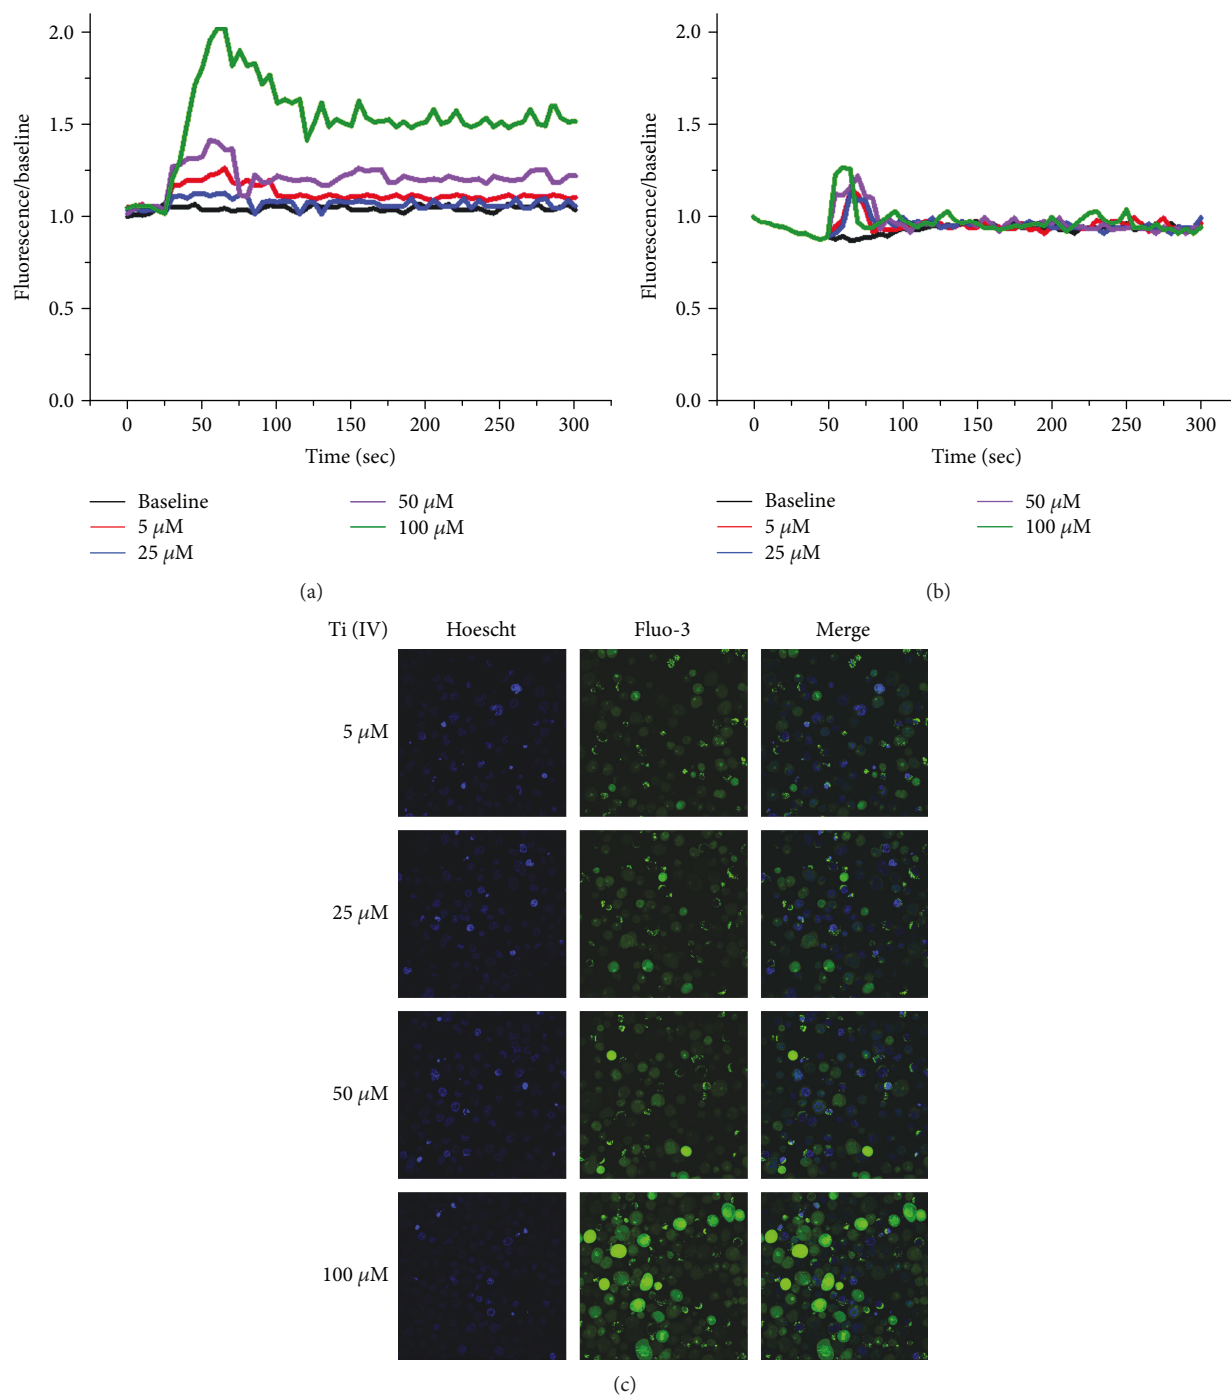 2.0
1.5
1.0
0.5
0.0
Fluorescence/baseline
0 50 100 150 200 250 300
Time (sec)
Baseline
5 μM
25 μM
50 μM
100 μM
(a)
2.0
1.5
1.0
0.5
0.0
Fluorescence/baseline
0 50 100 150 200 250 300
Time (sec)
Baseline
5 μM
25 μM
50 μM
100 μM
(b)
Ti (IV) Hoescht Fluo-3 Merge
5 μM
25 μM
50 μM
100 μM
(c)